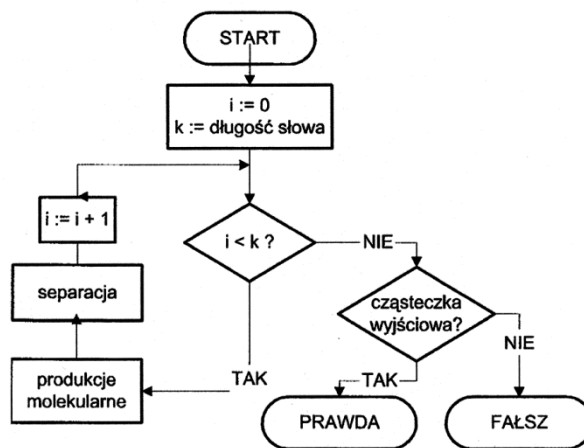 START
i := 0
k := długość słowa
i := i + 1
i < k ?
NIE
separacja
cząsteczka
wyjściowa?
NIE
TAK
TAK
produkcje
molekularne
PRAWDA
FAŁSZ